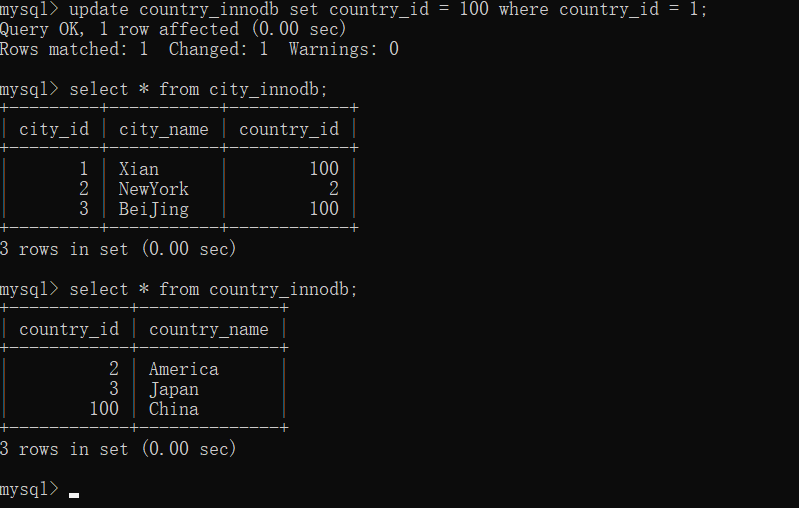 mysql> update country_innodb set country_id = 100 where country_id = 1;
Query OK, 1 row affected (0.00 sec)
Rows matched: 1  Changed: 1  Warnings: 0

mysql> select * from city_innodb;
+---------+-----------+------------+
| city_id | city_name | country_id |
+---------+-----------+------------+
|       1 | Xian      |        100 |
|       2 | NewYork   |          2 |
|       3 | BeiJing   |        100 |
+---------+-----------+------------+
3 rows in set (0.00 sec)

mysql> select * from country_innodb;
+------------+--------------+
| country_id | country_name |
+------------+--------------+
|          2 | America      |
|          3 | Japan        |
|        100 | China        |
+------------+--------------+
3 rows in set (0.00 sec)

mysql>